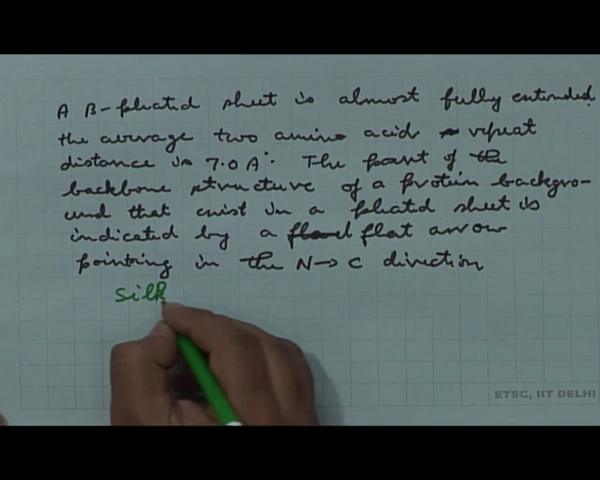 A β-pleated sheet is almost fully extended.
the average two amino acids repeat
distance is 7.0 A°. The part of the
backbone structure of a protein backgro-
und that exist in a pleated sheet is
indicated by a flat arrow
pointing in the N→C direction
Silk
ETSC, IIT DELHI